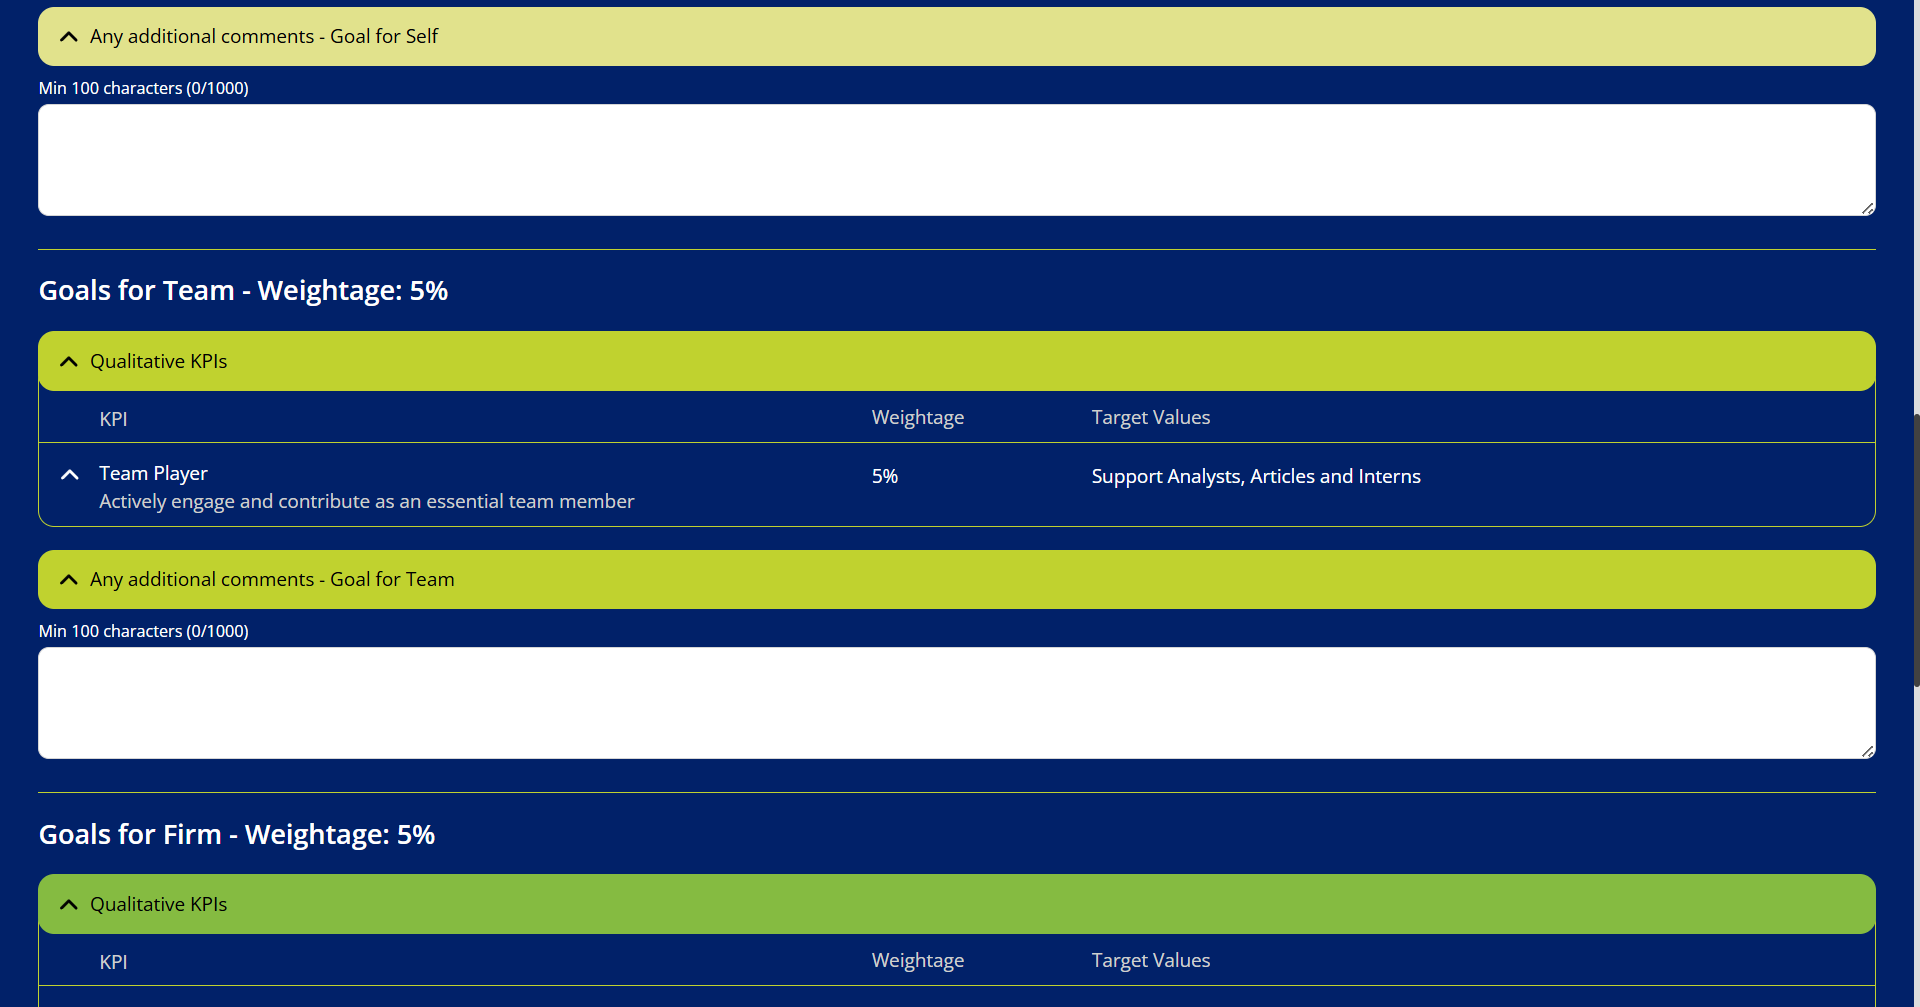 Any additional comments - Goal for Self
Min 100 characters (0/1000)
Goals for Team - Weightage: 5%
Qualitative KPIs
KPI Weightage Target Values
Team Player 5% Support Analysts, Articles and Interns
Actively engage and contribute as an essential team member
Any additional comments - Goal for Team
Min 100 characters (0/1000)
Goals for Firm - Weightage: 5%
Qualitative KPIs
KPI Weightage Target Values